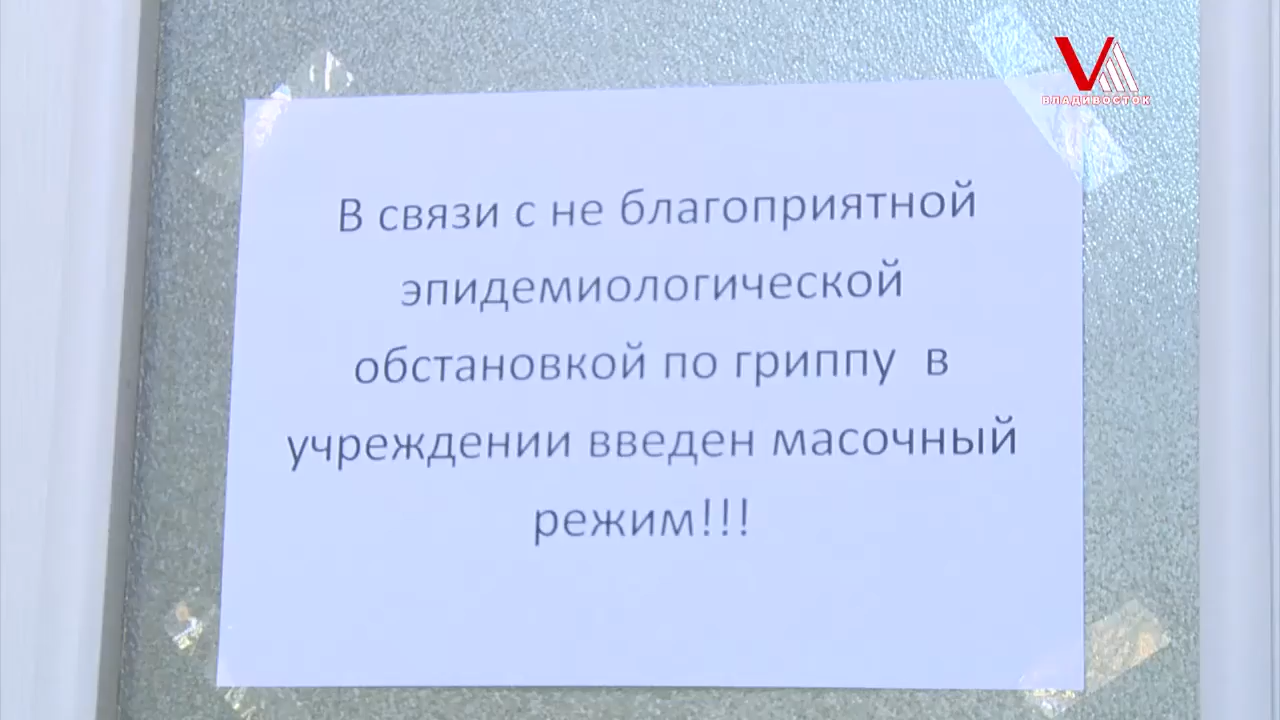 ВЛАДИВОСТОК
В связи с не благоприятной
эпидемиологической
обстановкой по гриппу в
учреждении введен масочный
режим!!!